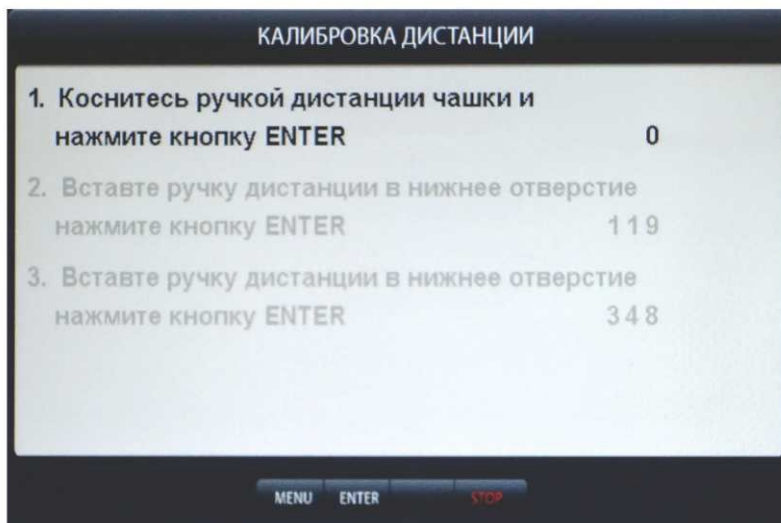 КАЛИБРОВКА ДИСТАНЦИИ
1. Коснитесь ручкой дистанции чашки и
нажмите кнопку ENTER 0
2. Вставте ручку дистанции в нижнее отверстие
нажмите кнопку ENTER 119
3. Вставте ручку дистанции в нижнее отверстие
нажмите кнопку ENTER 348
MENU ENTER STOP